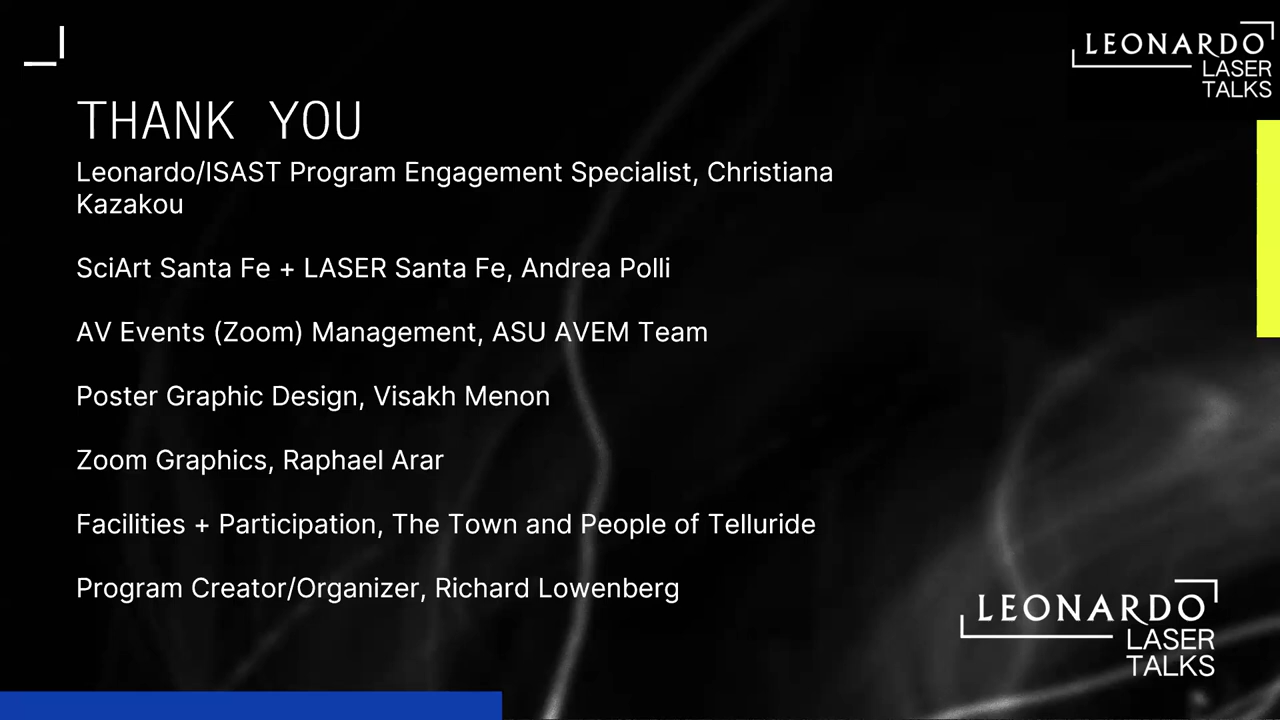 LEONARDO
LASER
TALKS
THANK YOU
Leonardo/ISAST Program Engagement Specialist, Christiana
Kazakou
SciArt Santa Fe + LASER Santa Fe, Andrea Polli
AV Events (Zoom) Management, ASU AVEM Team
Poster Graphic Design, Visakh Menon
Zoom Graphics, Raphael Arar
Facilities + Participation, The Town and People of Telluride
Program Creator/Organizer, Richard Lowenberg
LEONARDO
LASER
TALKS